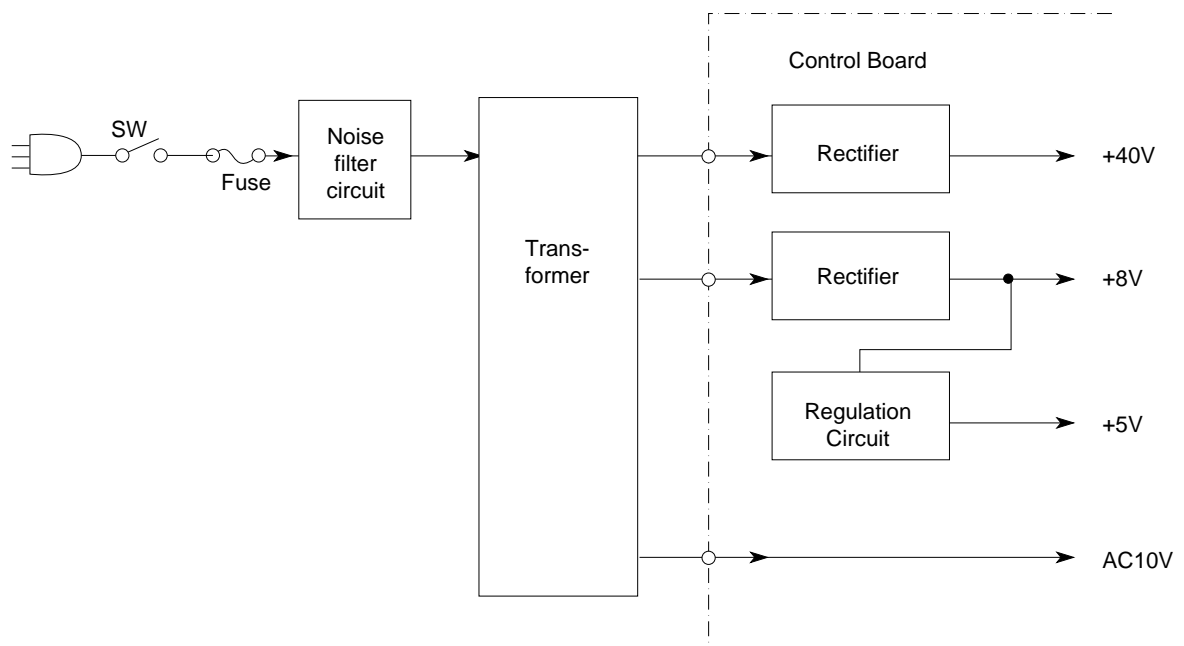 Control Board
SW
Fuse
Noise
filter
circuit
Trans-
former
Rectifier
+40V
Rectifier
+8V
Regulation
Circuit
+5V
AC10V